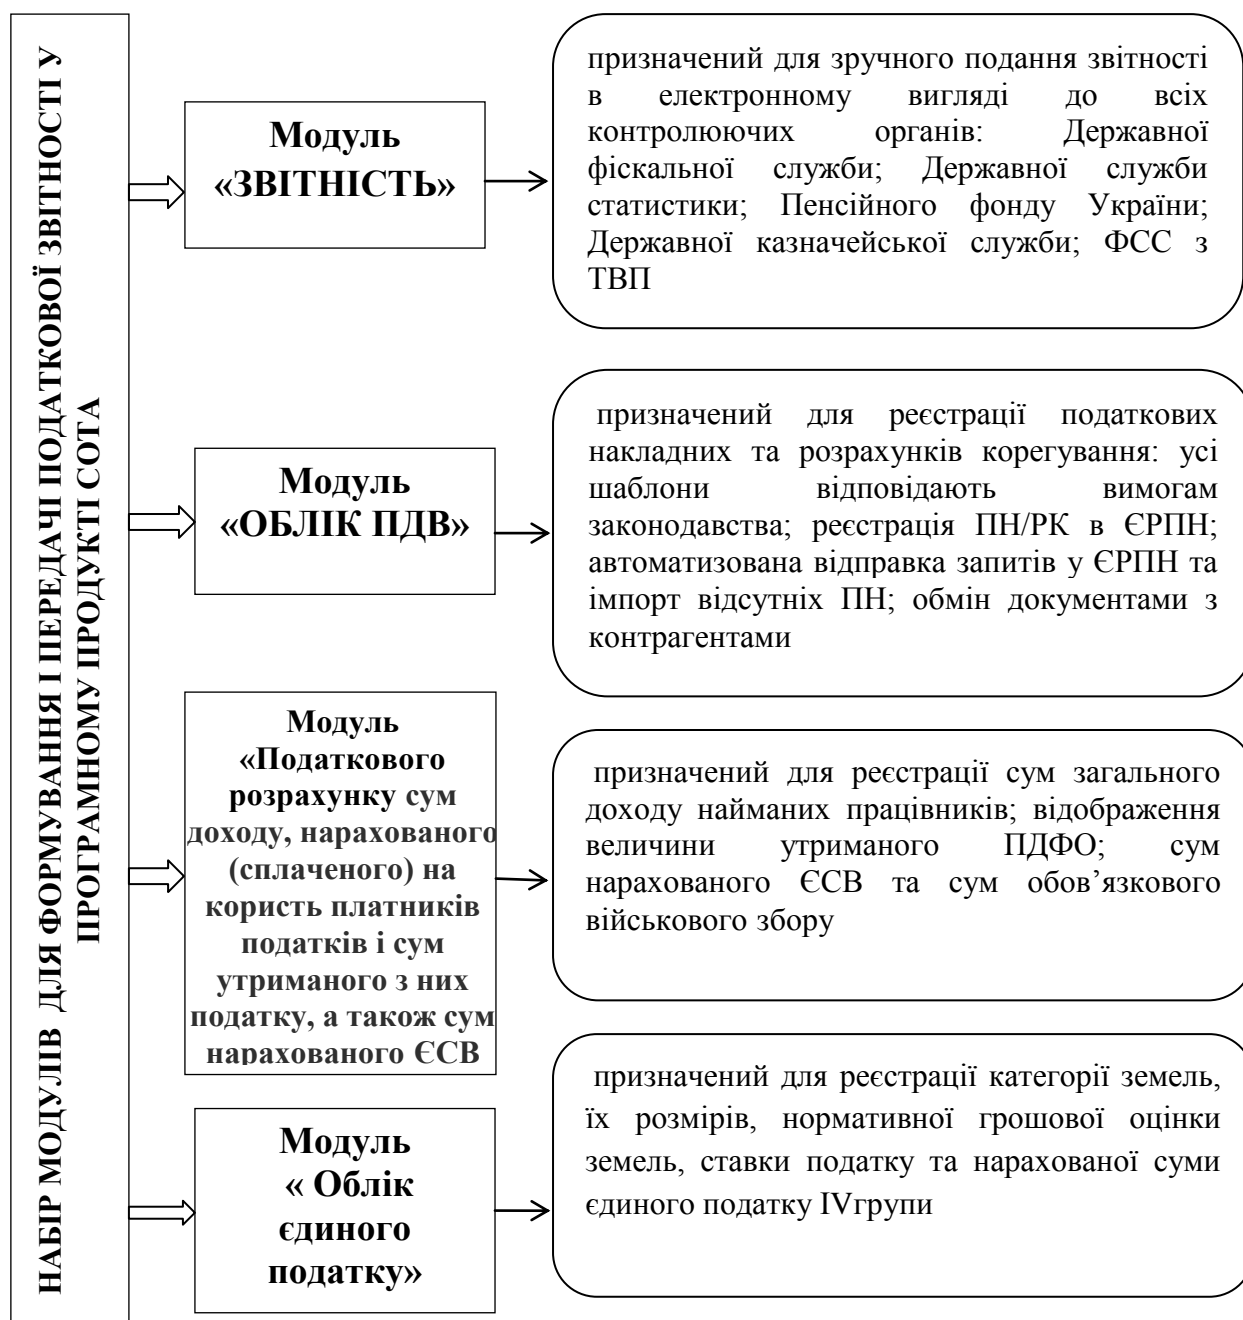 НАБІР МОДУЛІВ ДЛЯ ФОРМУВАННЯ І ПЕРЕДАЧІ ПОДАТКОВОЇ ЗВІТНОСТІ У
ПРОГРАМНОМУ ПРОДУКТІ СОТА
Модуль
«ЗВІТНІСТЬ»
призначений для зручного подання звітності
в електронному вигляді до всіх
контролюючих органів: Державної
фіскальної служби; Державної служби
статистики; Пенсійного фонду України;
Державної казначейської служби; ФСС з
ТВП
Модуль
«ОБЛІК ПДВ»
призначений для реєстрації податкових
накладних та розрахунків корегування: усі
шаблони відповідають вимогам
законодавства; реєстрація ПН/РК в ЄРПН;
автоматизована відправка запитів у ЄРПН та
імпорт відсутніх ПН; обмін документами з
контрагентами
Модуль
«Податкового
розрахунку сум
доходу, нарахованого
(сплаченого) на
користь платників
податків і сум
утриманого з них
податку, а також сум
нарахованого ЄСВ
призначений для реєстрації сум загального
доходу найманих працівників; відображення
величини утриманого ПДФО; сум
нарахованого ЄСВ та сум обов’язкового
військового збору
Модуль
« Облік
єдиного
податку»
призначений для реєстрації категорії земель,
їх розмірів, нормативної грошової оцінки
земель, ставки податку та нарахованої суми
єдиного податку IVгрупи